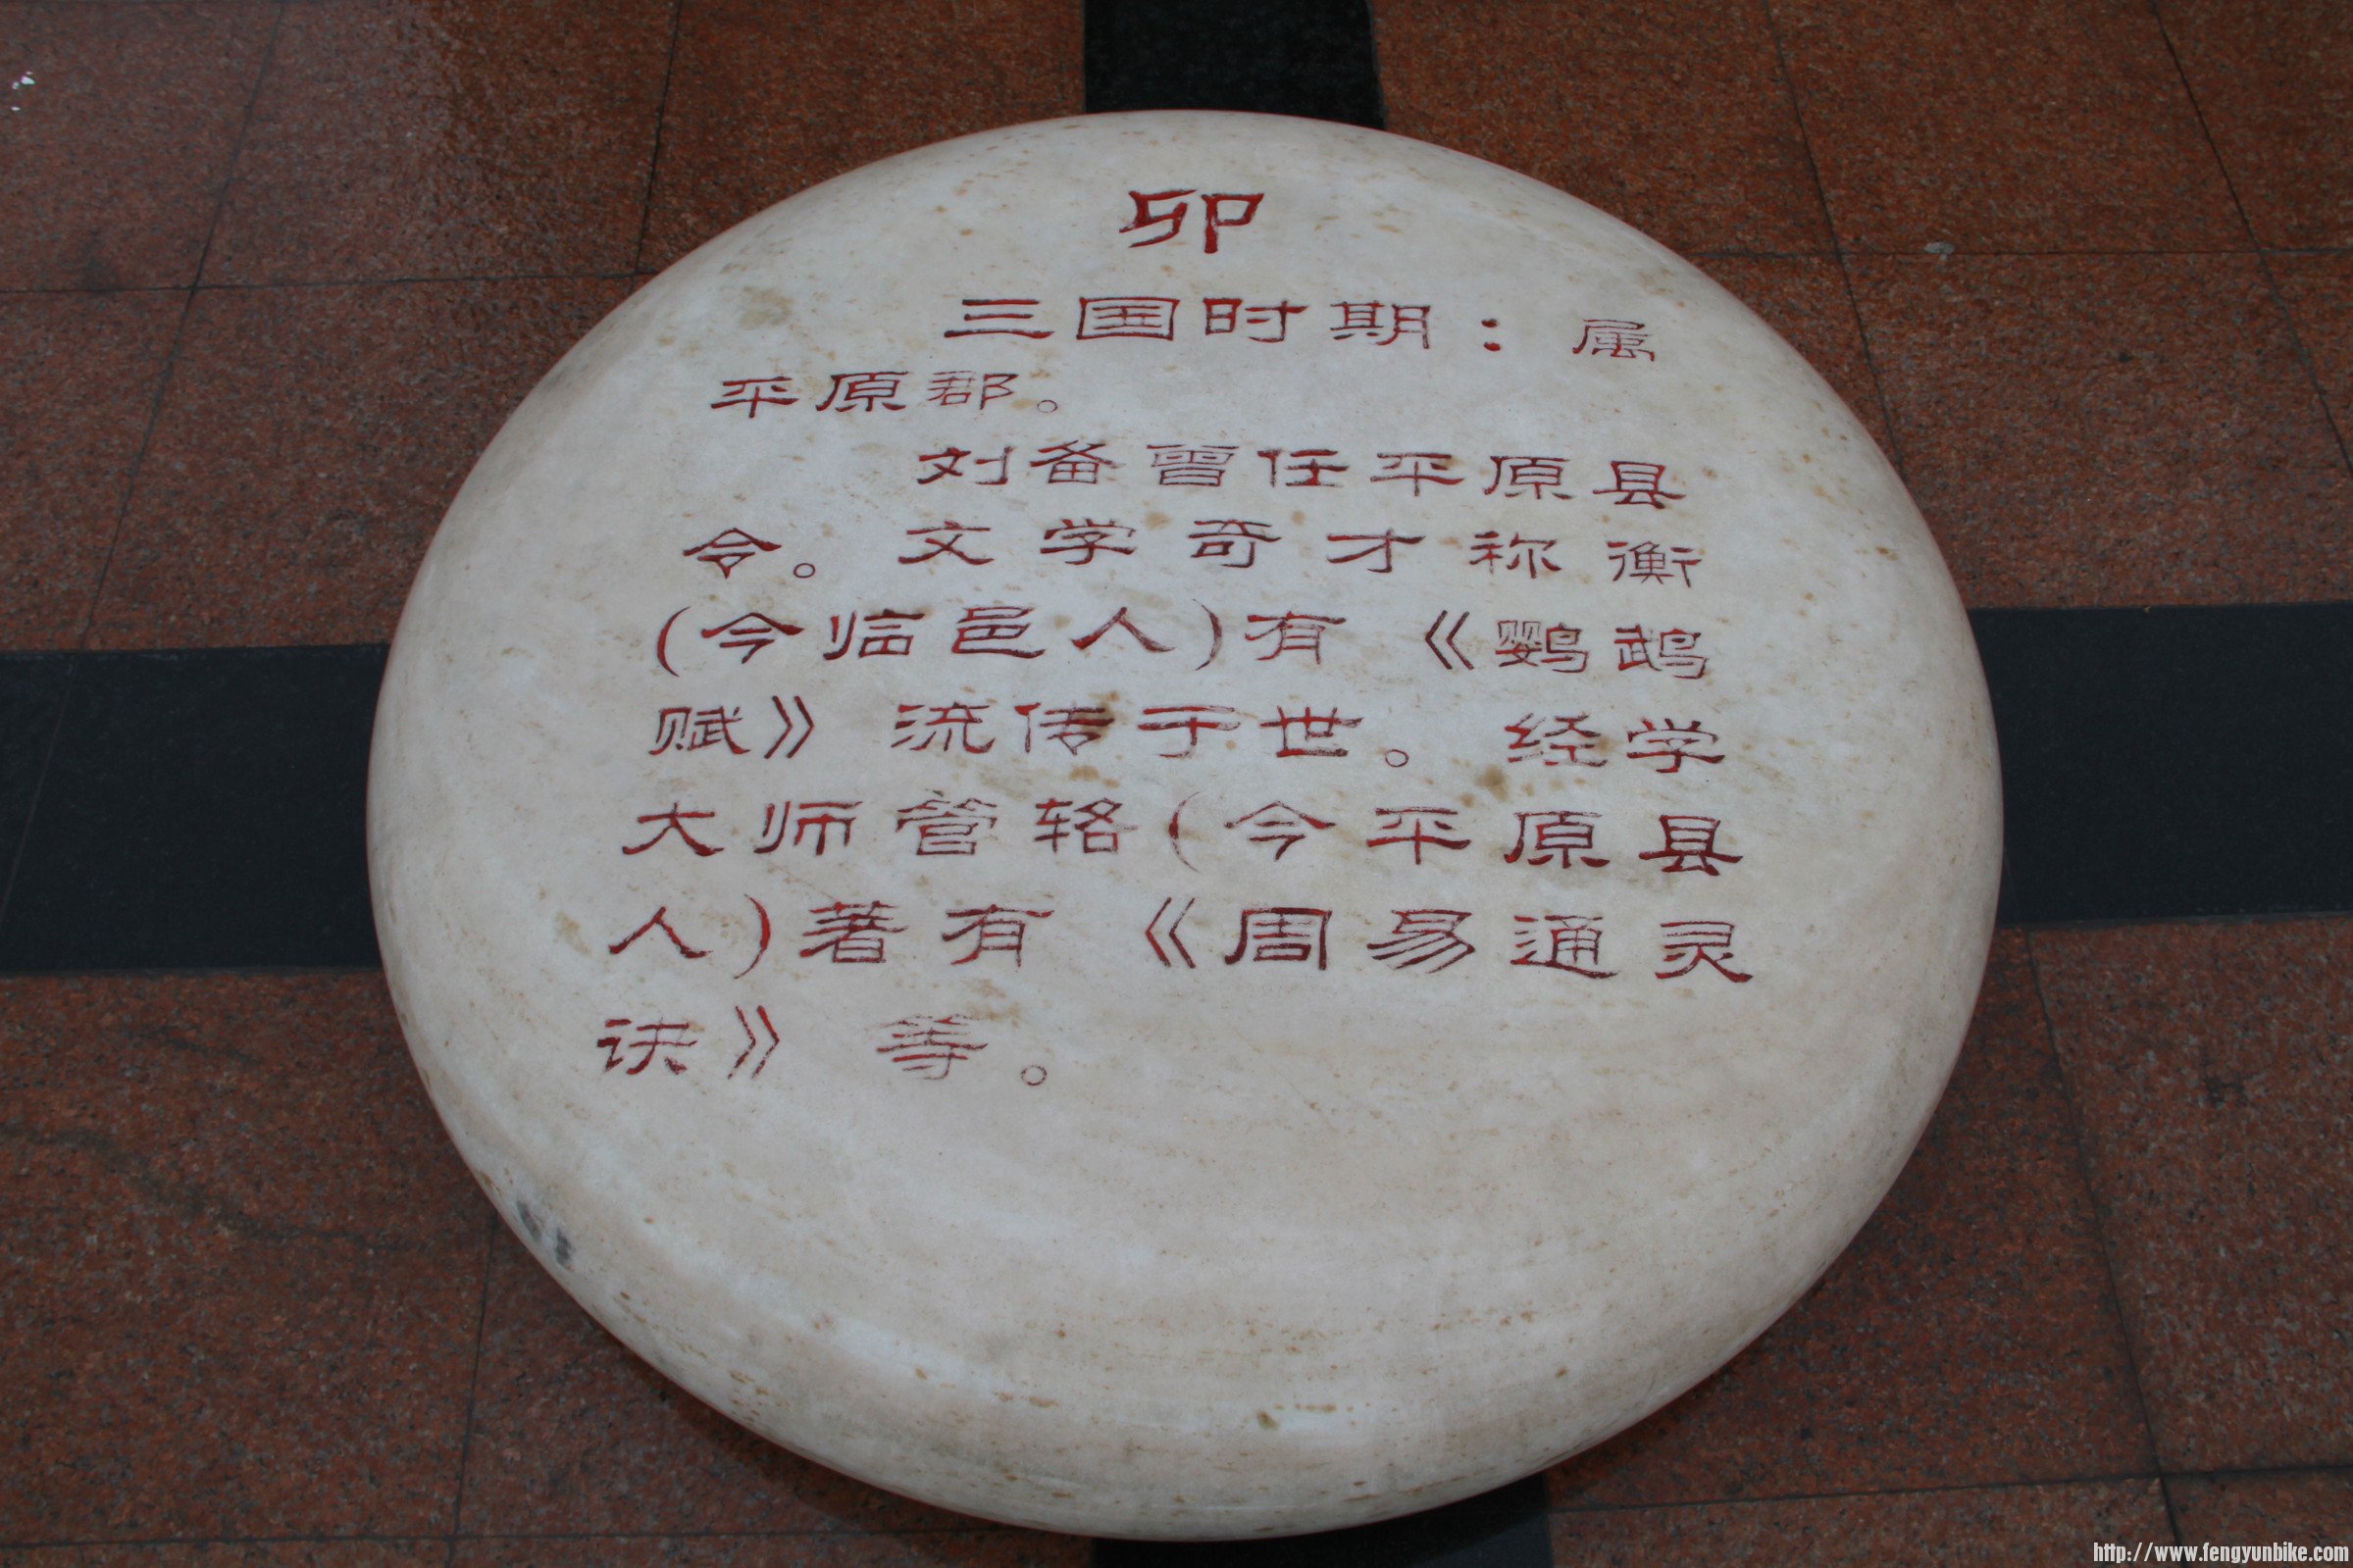 卯
三国时期：属
平原郡。
刘备曾任平原县
令。文学奇才称衡
(今临邑人)有《鹦鹉
赋》流传于世。经学
大师管辂(今平原县
人)著有《周易通灵
诀》等。
http://www.fengyunbike.com